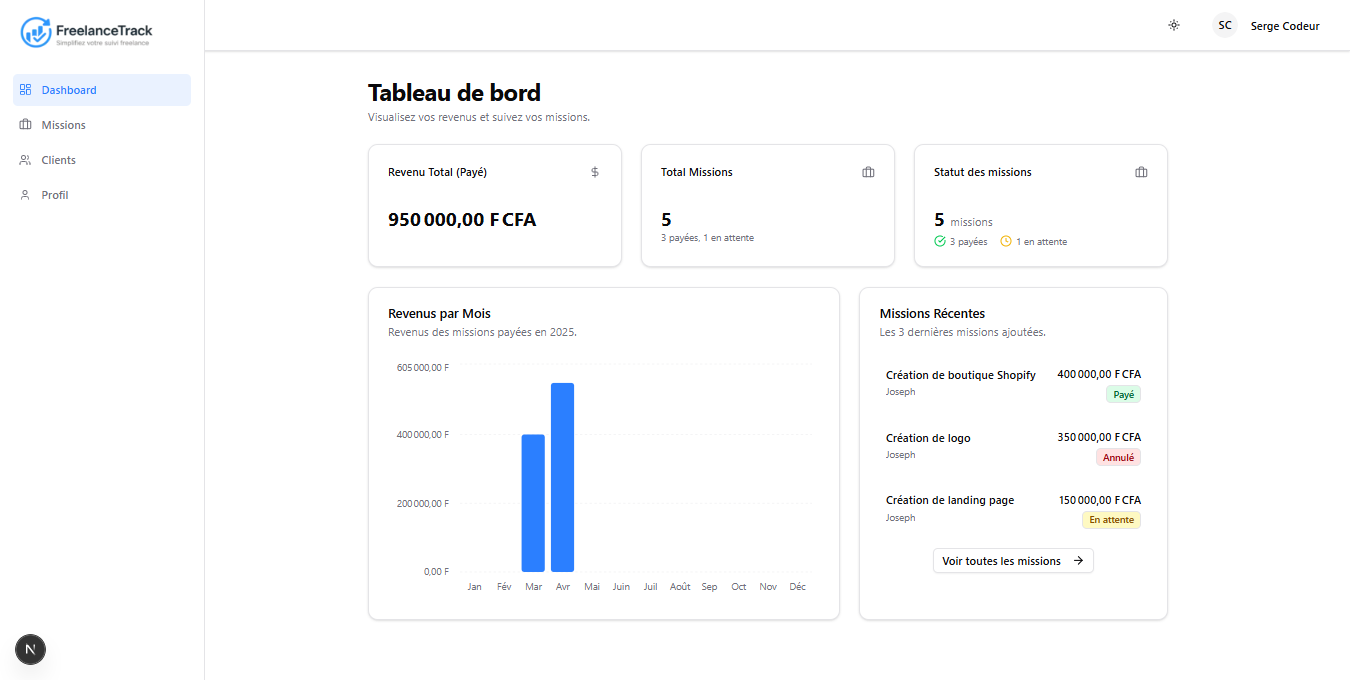 FreelanceTrack
Simplifiez votre suivi freelance
SC
Serge Codeur
Dashboard
Missions
Clients
Profil
Tableau de bord
Visualisez vos revenus et suivez vos missions.
Revenu Total (Payé)
$
950 000,00 F CFA
Total Missions
5
3 payées, 1 en attente
Statut des missions
5 missions
3 payées 1 en attente
Revenus par Mois
Revenus des missions payées en 2025.
605 000,00 F
400 000,00 F
200 000,00 F
0,00 F
Jan Fév Mar Avr Mai Juin Juil Août Sep Oct Nov Déc
Missions Récentes
Les 3 dernières missions ajoutées.
Création de boutique Shopify 400 000,00 F CFA
Joseph Payé
Création de logo 350 000,00 F CFA
Joseph Annulé
Création de landing page 150 000,00 F CFA
Joseph En attente
Voir toutes les missions →
N